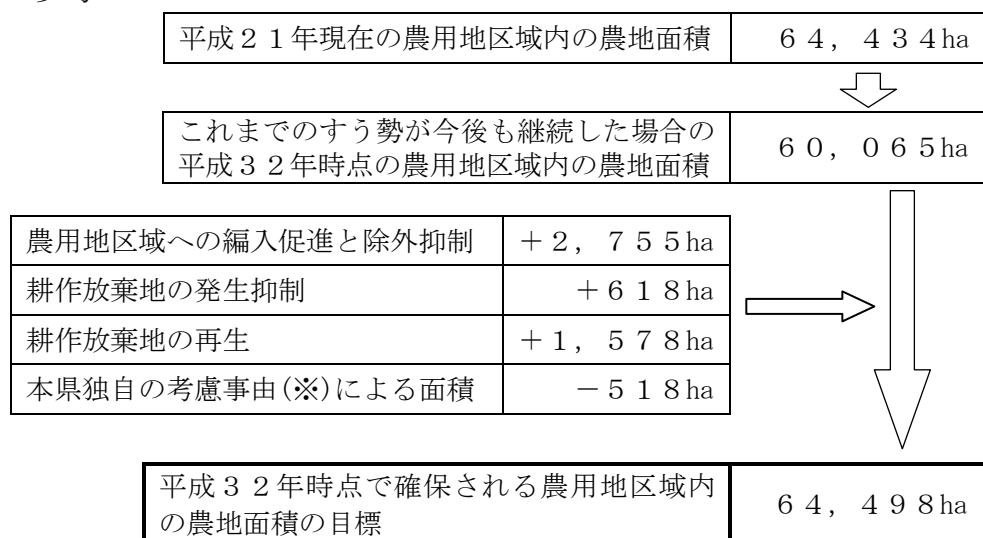 平成２１年現在の農用地区域内の農地面積
６４，４３４ha
これまでのすう勢が今後も継続した場合の
平成３２年時点の農用地区域内の農地面積
６０，０６５ha
農用地区域への編入促進と除外抑制
＋２，７５５ha
耕作放棄地の発生抑制
＋６１８ha
耕作放棄地の再生
＋１，５７８ha
本県独自の考慮事由(※)による面積
－５１８ha
平成３２年時点で確保される農用地区域内
の農地面積の目標
６４，４９８ha